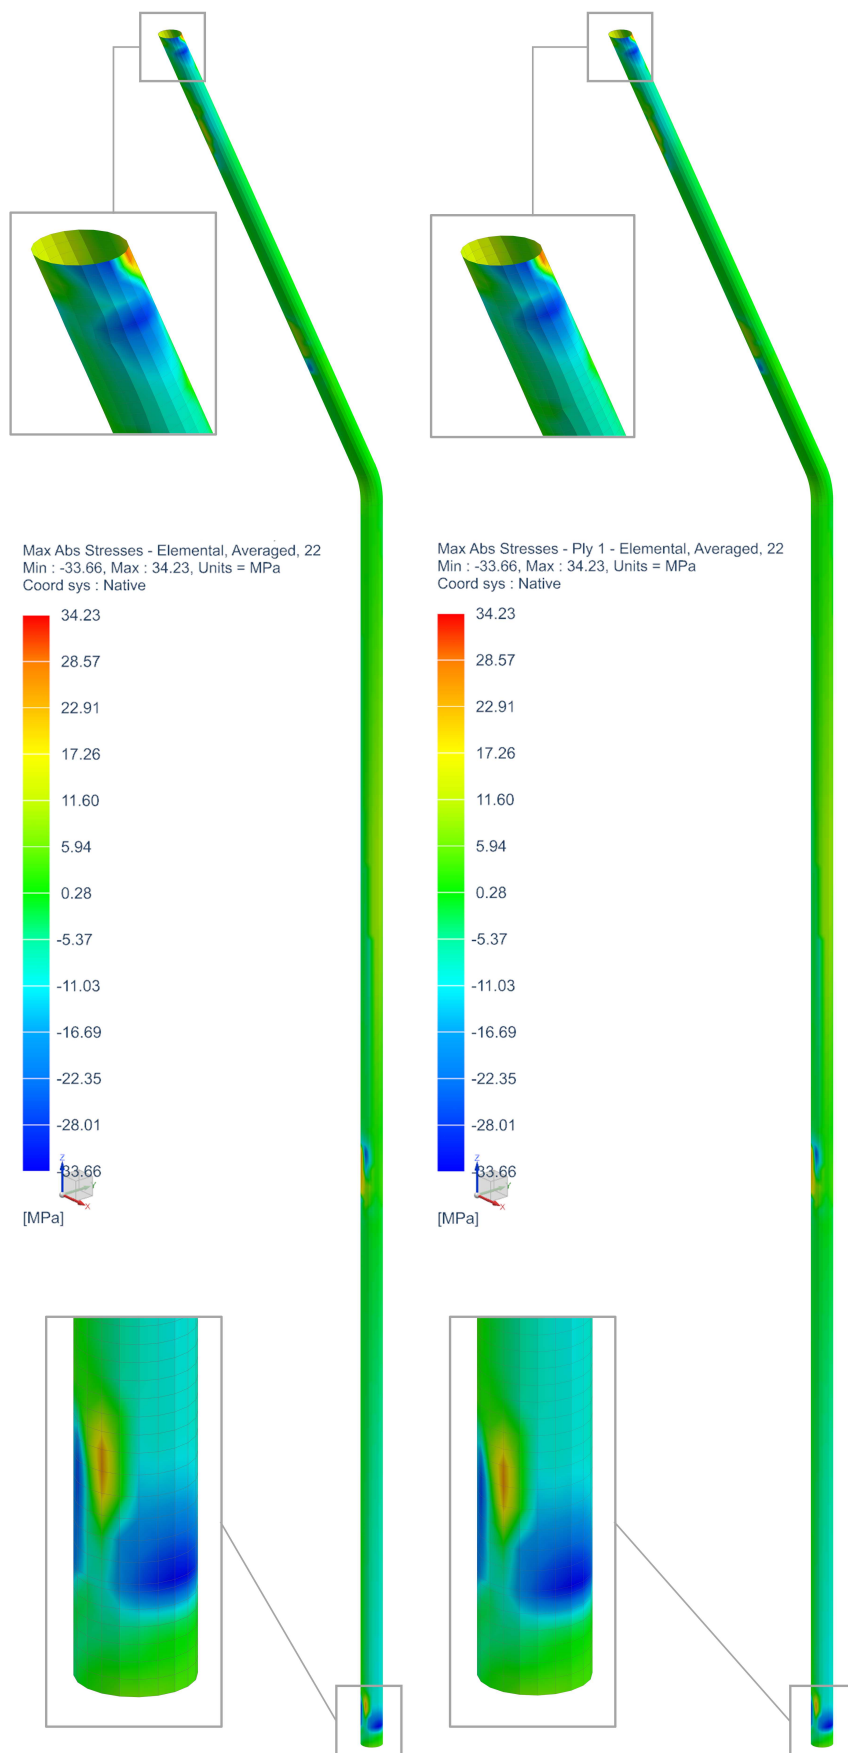 Max Abs Stresses - Elemental, Averaged, 22
Min : -33.66, Max : 34.23, Units = MPa
Coord sys : Native
34.23
28.57
22.91
17.26
11.60
5.94
0.28
-5.37
-11.03
-16.69
-22.35
-28.01
-33.66
Z
Y
X
[MPa]
Max Abs Stresses - Ply 1 - Elemental, Averaged, 22
Min : -33.66, Max : 34.23, Units = MPa
Coord sys : Native
34.23
28.57
22.91
17.26
11.60
5.94
0.28
-5.37
-11.03
-16.69
-22.35
-28.01
-33.66
Z
Y
X
[MPa]